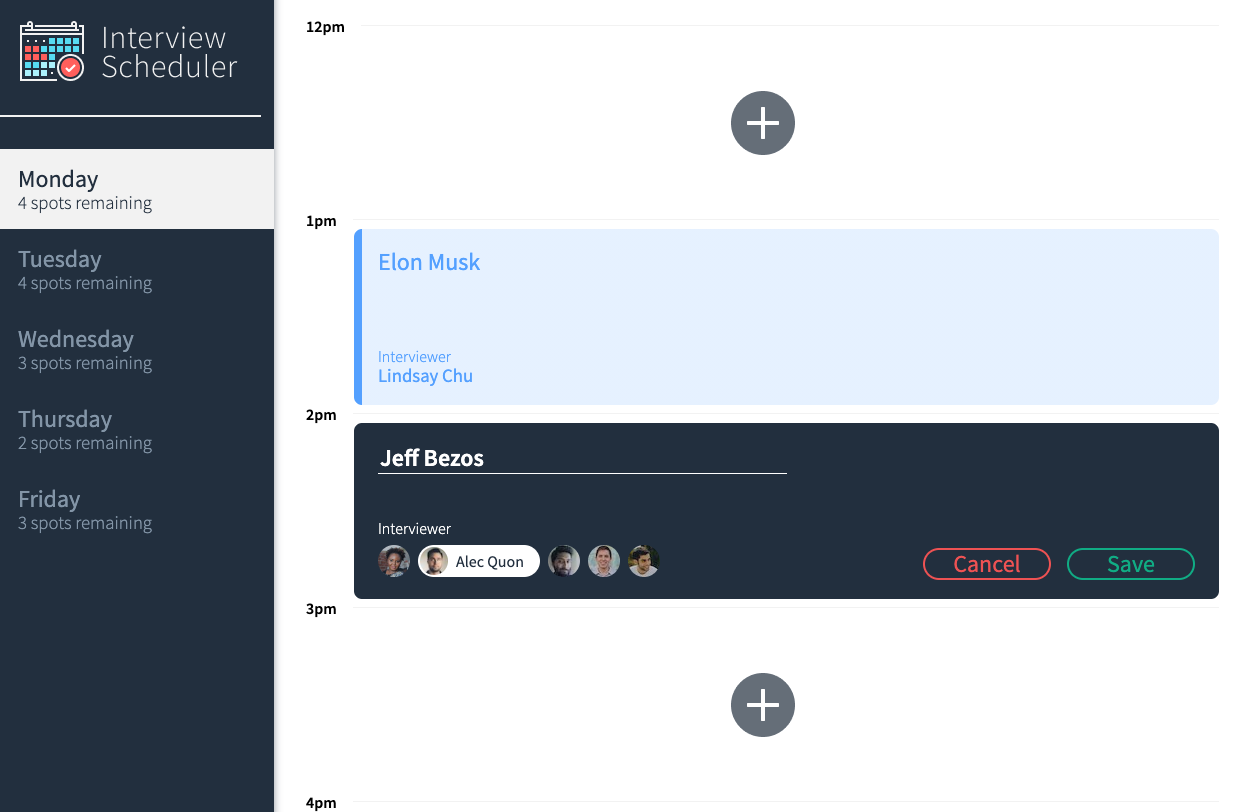 Interview
Scheduler
Monday
4 spots remaining
Tuesday
4 spots remaining
Wednesday
3 spots remaining
Thursday
2 spots remaining
Friday
3 spots remaining
12pm
1pm
Elon Musk
Interviewer
Lindsay Chu
2pm
Jeff Bezos
Interviewer
Alec Quon
Cancel
Save
3pm
4pm